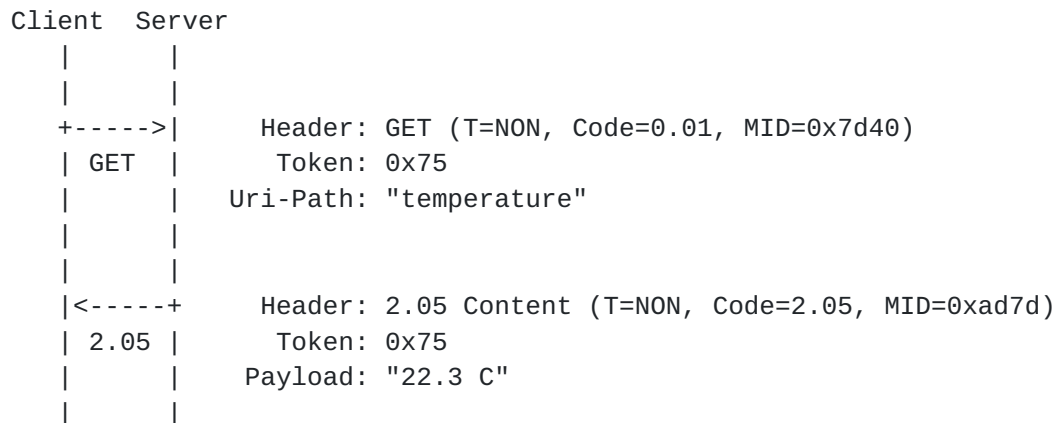 Client  Server
   |      |
   |      |
   +----->|     Header: GET (T=NON, Code=0.01, MID=0x7d40)
   | GET  |      Token: 0x75
   |      |   Uri-Path: "temperature"
   |      |
   |      |
   |<-----+     Header: 2.05 Content (T=NON, Code=2.05, MID=0xad7d)
   | 2.05 |      Token: 0x75
   |      |    Payload: "22.3 C"
   |      |